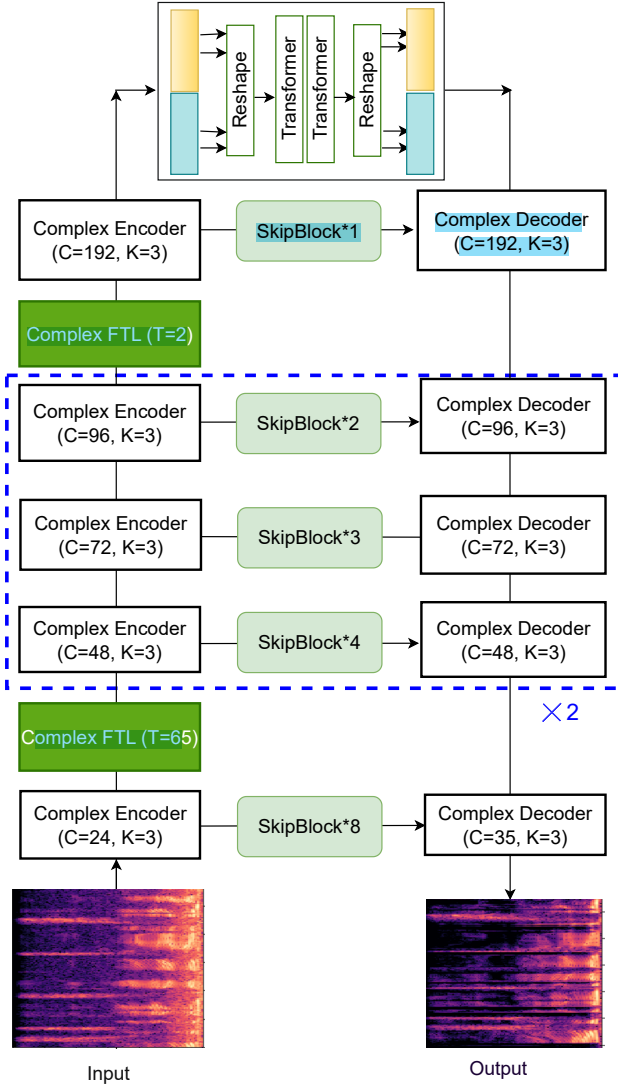 Reshape
Transformer
Transformer
Reshape
Complex Encoder
(C=192, K=3)
SkipBlock*1
Complex Decoder
(C=192, K=3)
Complex FTL (T=2)
Complex Encoder
(C=96, K=3)
SkipBlock*2
Complex Decoder
(C=96, K=3)
Complex Encoder
(C=72, K=3)
SkipBlock*3
Complex Decoder
(C=72, K=3)
Complex Encoder
(C=48, K=3)
SkipBlock*4
Complex Decoder
(C=48, K=3)
×2
Complex FTL (T=65)
Complex Encoder
(C=24, K=3)
SkipBlock*8
Complex Decoder
(C=35, K=3)
Input
Output